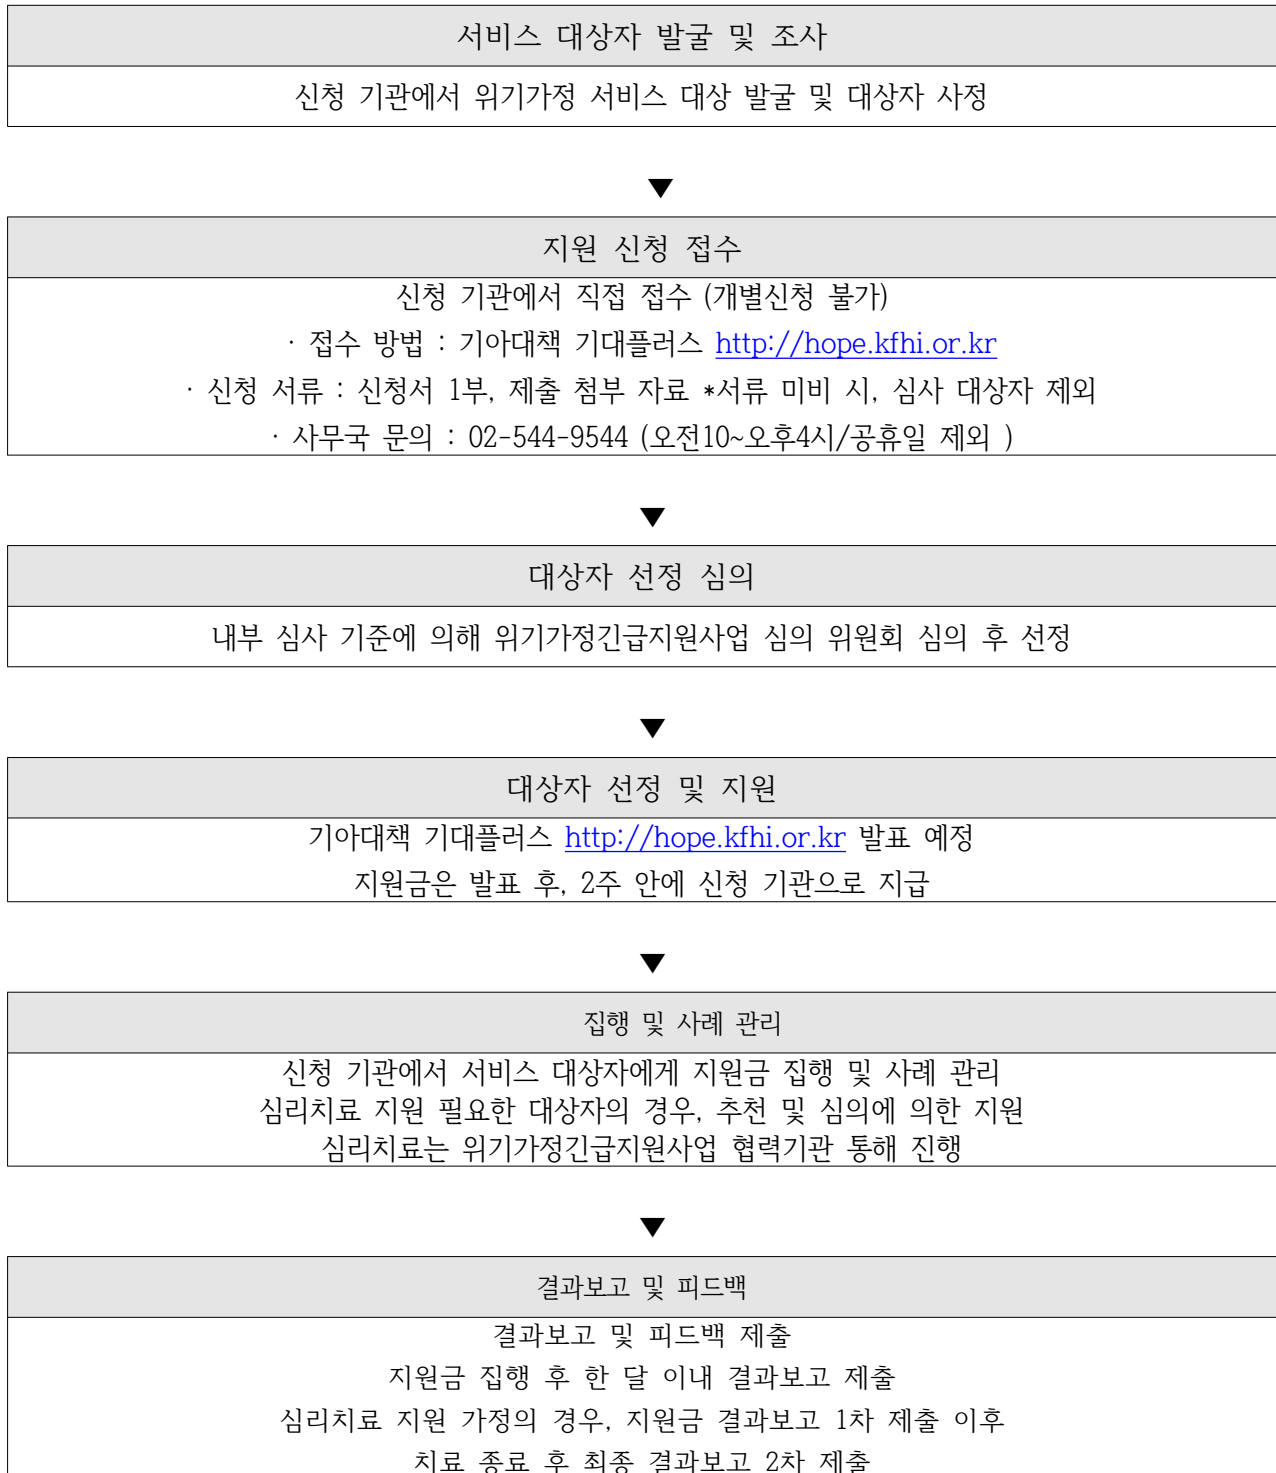 서비스 대상자 발굴 및 조사
신청 기관에서 위기가정 서비스 대상 발굴 및 대상자 사정
▼
지원 신청 접수
신청 기관에서 직접 접수 (개별신청 불가)
· 접수 방법 : 기아대책 기대플러스 http://hope.kfhi.or.kr
· 신청 서류 : 신청서 1부, 제출 첨부 자료 *서류 미비 시, 심사 대상자 제외
· 사무국 문의 : 02-544-9544 (오전10~오후4시/공휴일 제외 )
▼
대상자 선정 심의
내부 심사 기준에 의해 위기가정긴급지원사업 심의 위원회 심의 후 선정
▼
대상자 선정 및 지원
기아대책 기대플러스 http://hope.kfhi.or.kr 발표 예정
지원금은 발표 후, 2주 안에 신청 기관으로 지급
▼
집행 및 사례 관리
신청 기관에서 서비스 대상자에게 지원금 집행 및 사례 관리
심리치료 지원 필요한 대상자의 경우, 추천 및 심의에 의한 지원
심리치료는 위기가정긴급지원사업 협력기관 통해 진행
▼
결과보고 및 피드백
결과보고 및 피드백 제출
지원금 집행 후 한 달 이내 결과보고 제출
심리치료 지원 가정의 경우, 지원금 결과보고 1차 제출 이후
치료 종료 후 최종 결과보고 2차 제출